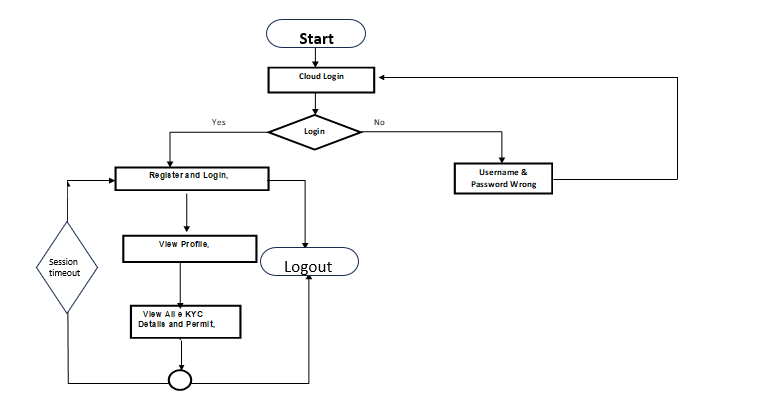 Start
Cloud Login
Yes
Login
No
Register and Login,
Username &
Password Wrong
View Profile,
Session
timeout
Logout
View All e KYC
Details and Permit,